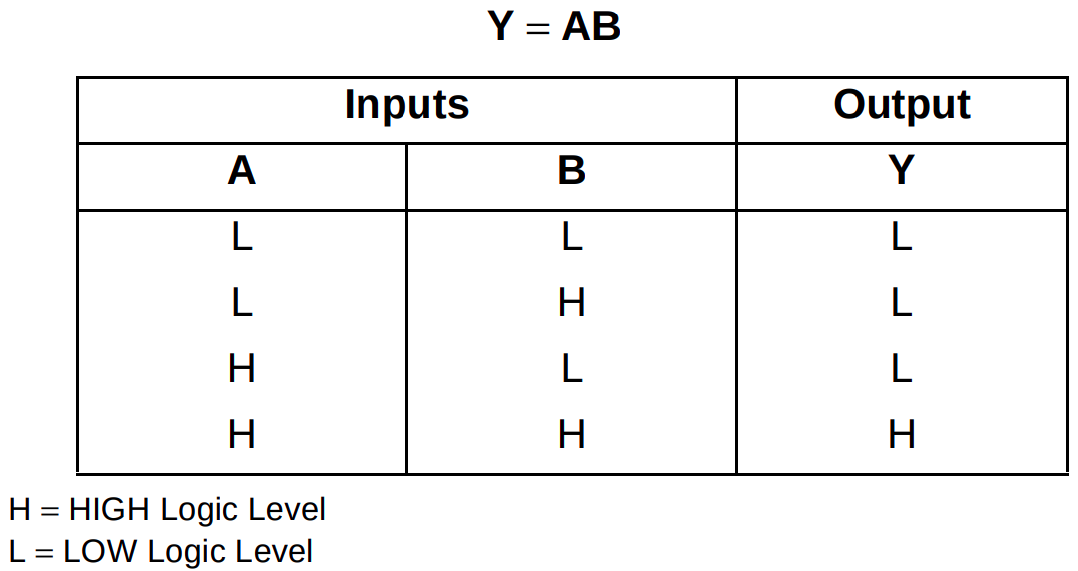 Y = AB
Inputs Output
A B Y
L L L
L H L
H L L
H H H
H = HIGH Logic Level
L = LOW Logic Level